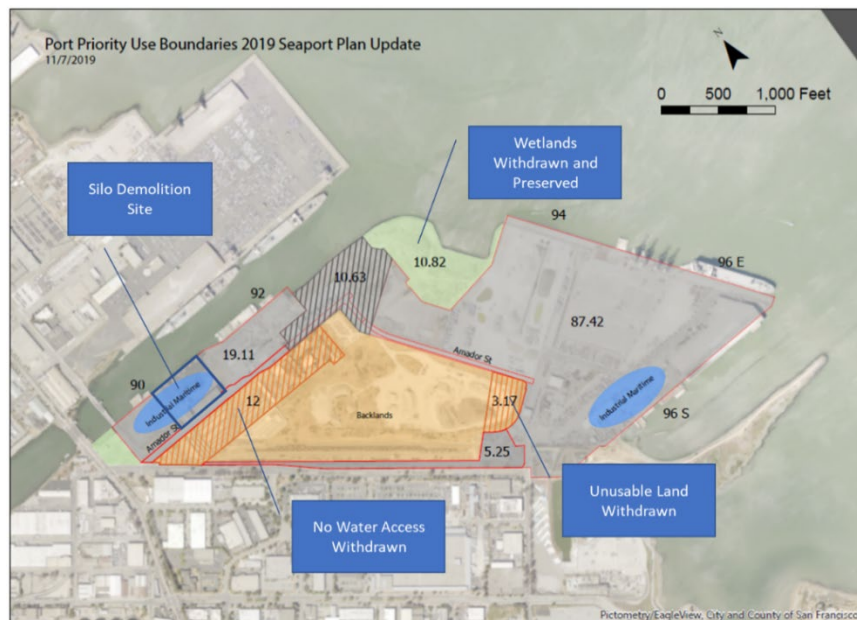 Port Priority Use Boundaries 2019 Seaport Plan Update
11/7/2019
N
0 500 1,000 Feet
Wetlands
Withdrawn and
Preserved
Silo Demolition
Site
94
96 E
10.82
10.63
92
87.42
19.11
Amador St
90
Industrial Maritime
Industrial Maritime
3.17
12
Backlands
96 S
Amador St
5.25
Unusable Land
Withdrawn
No Water Access
Withdrawn
Pictometry/EagleView, City and County of San Francisco